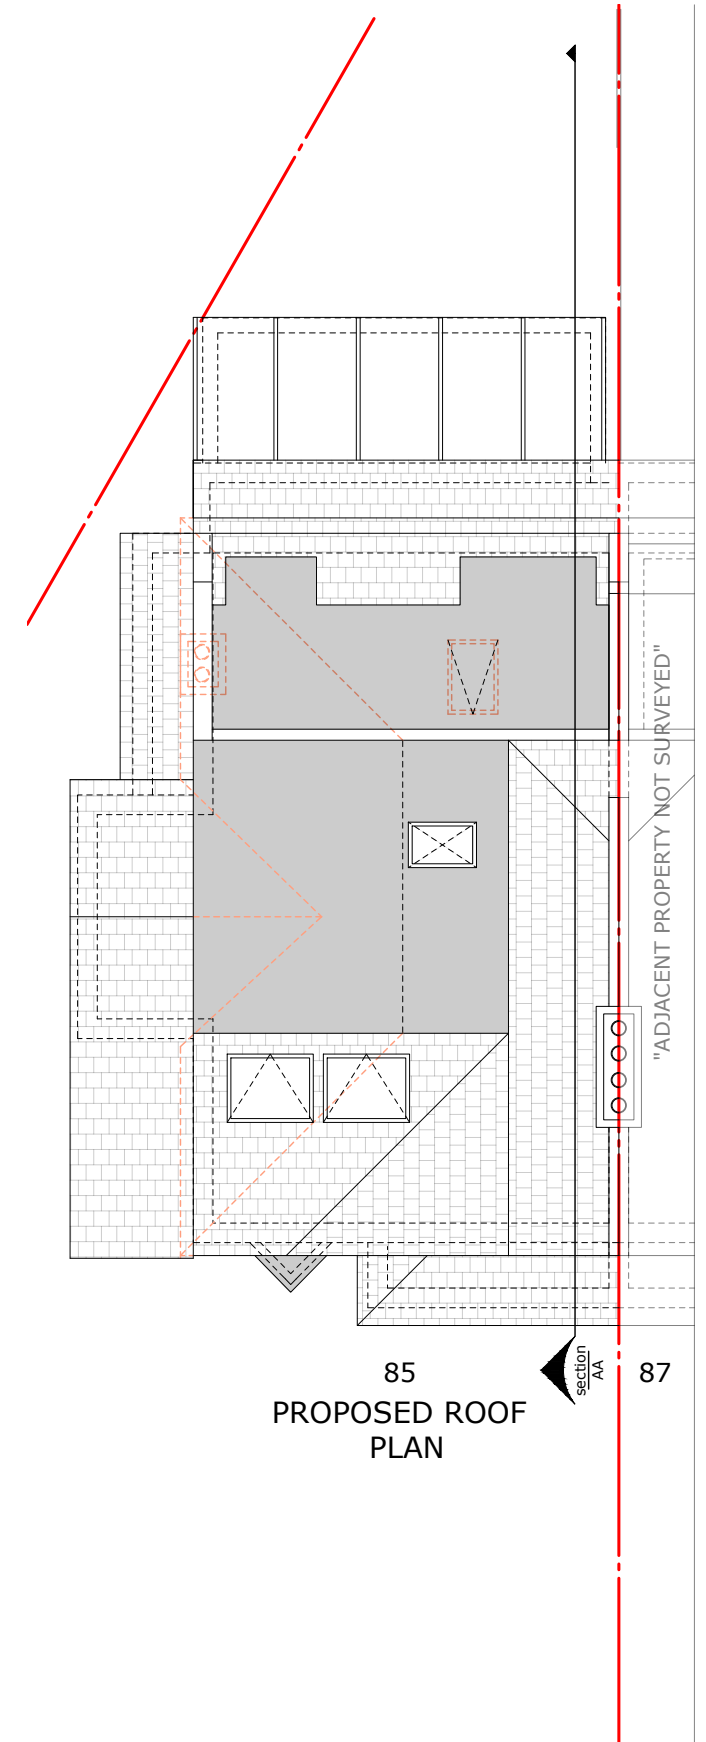 "ADJACENT PROPERTY NOT SURVEYED"
section
AA
85
87
PROPOSED ROOF
PLAN